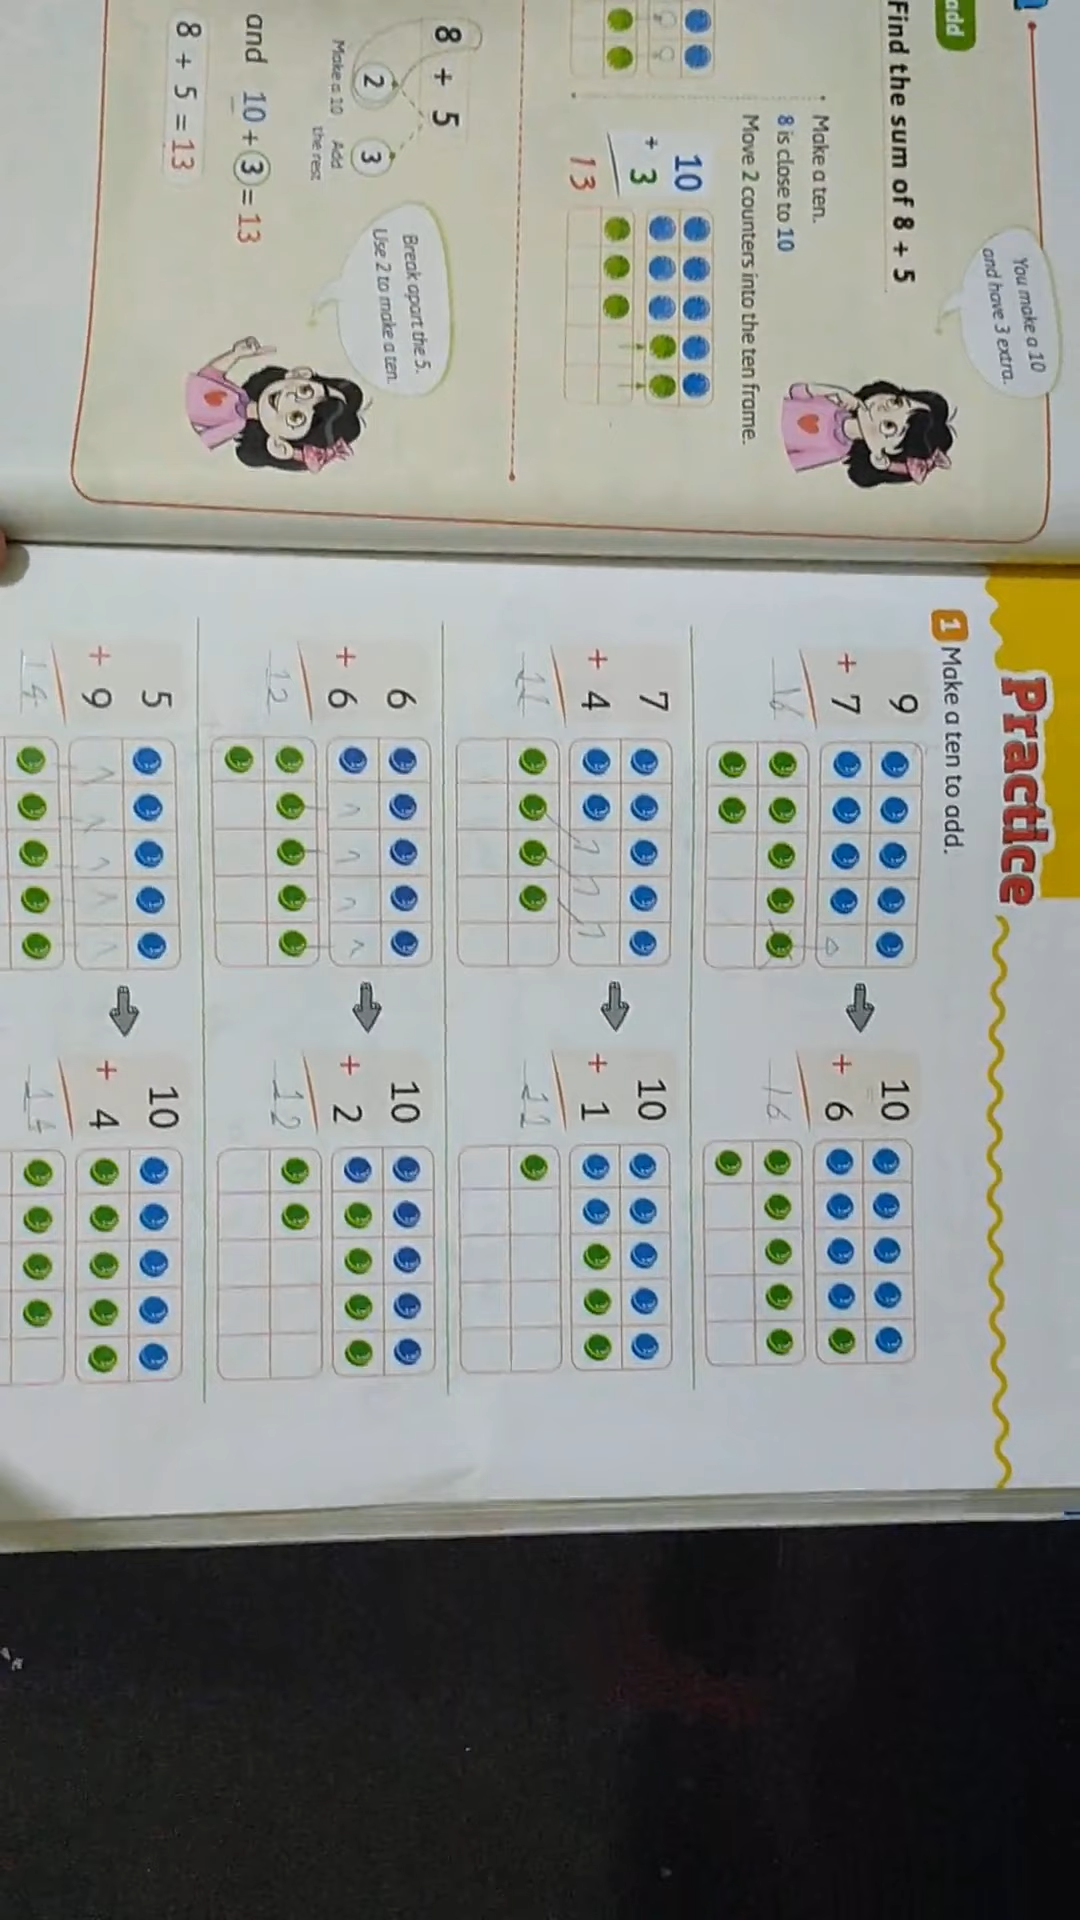 add
Find the sum of 8 + 5
You make a 10
and have 3 extra.
Make a ten.
8 is close to 10
Move 2 counters into the ten frame.
10
+ 3
13
8 + 5
2 3
Make a 10 Add
the rest
Break apart the 5.
Use 2 to make a ten.
and 10 + 3 = 13
8 + 5 = 13
Practice
1 Make a ten to add.
9
+ 7
16
10
+ 6
16
7
+ 4
11
10
+ 1
11
6
+ 6
12
10
+ 2
12
5
+ 9
14
10
+ 4
14